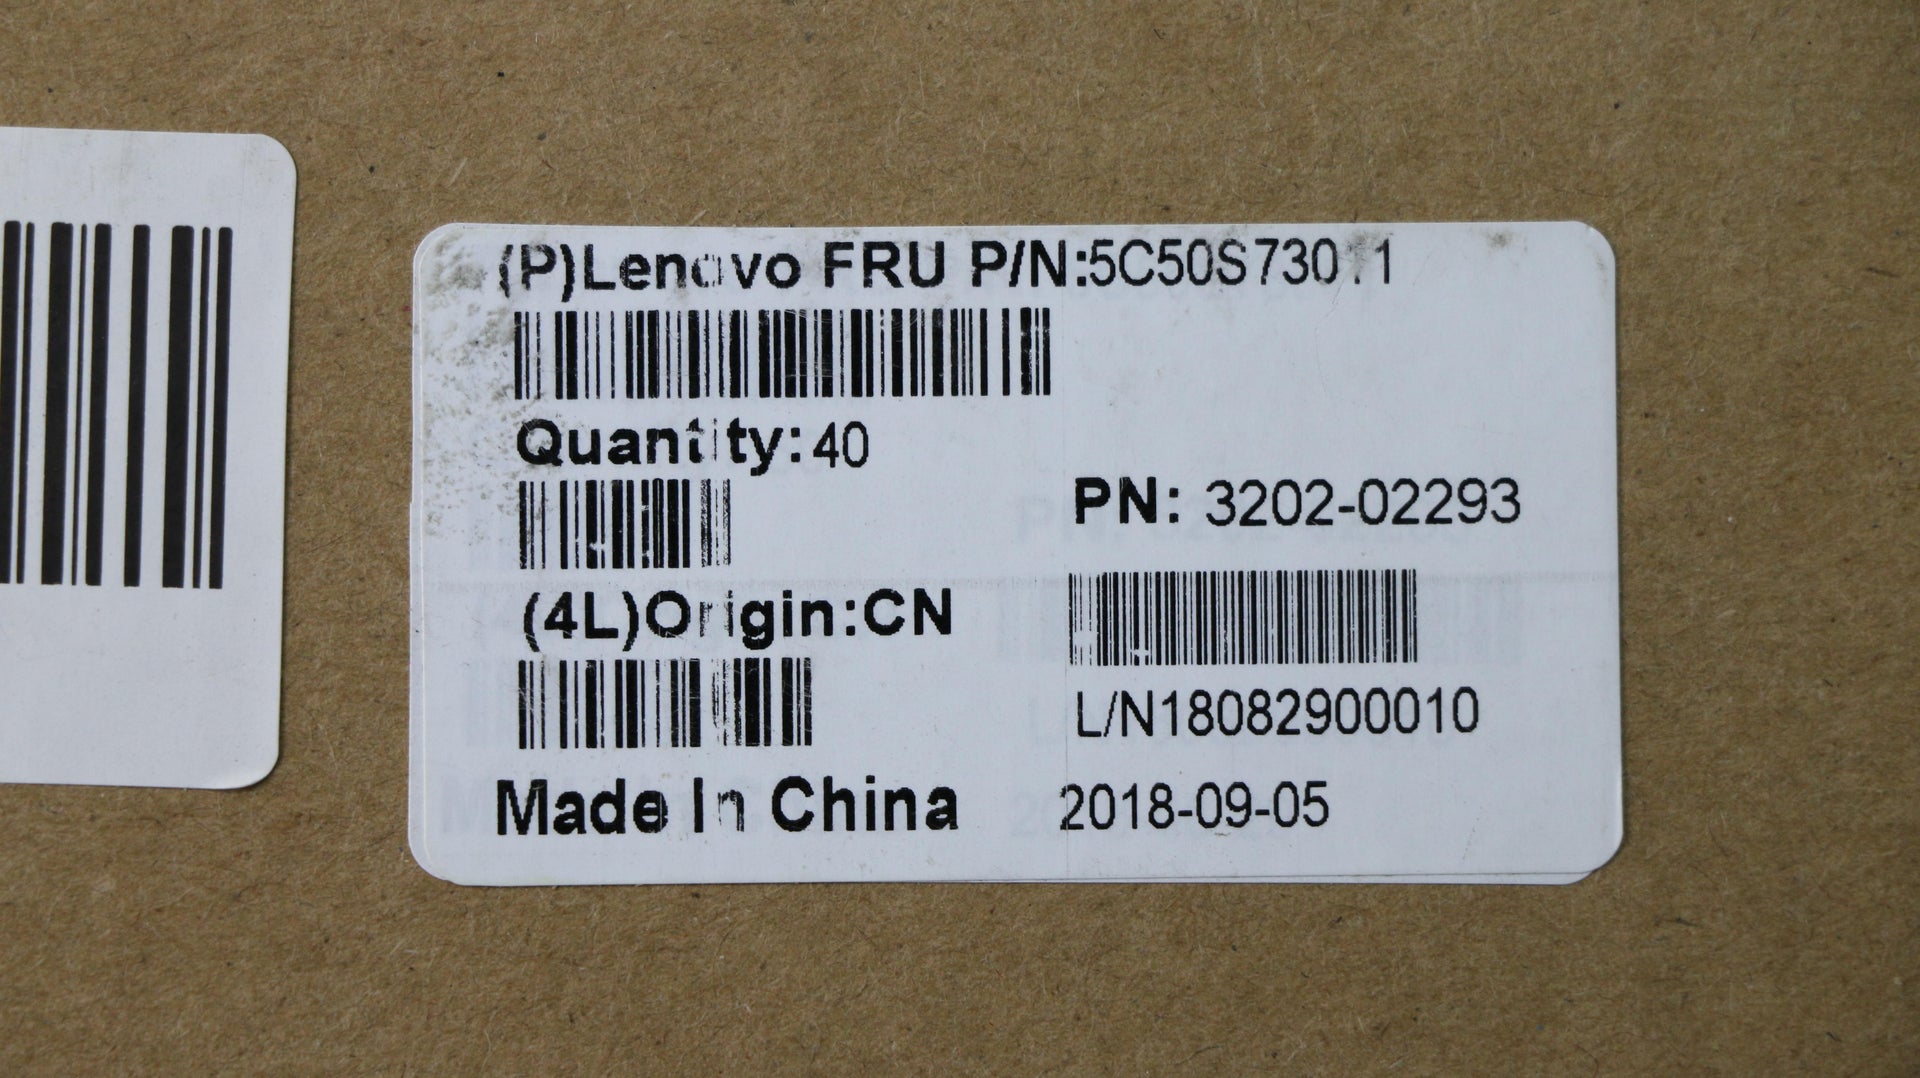 (P)Lenovo FRU P/N:
Quantity:40
PN: 3202-02293
(4L)Origin:CN
L/N18082900010
Made In China
2018-09-05